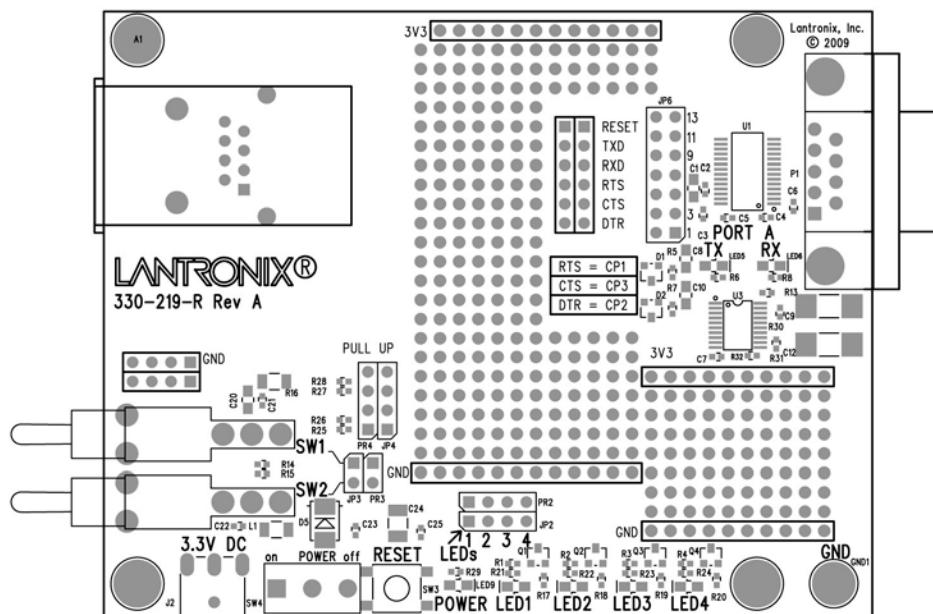 A1
3V3
Lantronix, Inc.
© 2009
JP6
13
11
9
3
1
RESET
TXD
RXD
RTS
CTS
DTR
U1
P1
C1
C2
C6
C3
C5
C4
PORT A
TX
RX
LED5
LED6
R6
R8
D1
R5
C8
R7
C10
D2
RTS = CP1
CTS = CP3
DTR = CP2
U3
R13
C9
R30
C7
R32
R31
C12
3V3
LANTRONIX®
330-219-R Rev A
GND
PULL UP
R28
R27
R26
R25
PR4
JP4
C20
C21
R16
SW1
R14
R15
SW2
JP3
PR3
GND
GND
PR2
JP2
1 2 3 4
LEDs
C22
L1
D5
C23
C24
C25
3.3V DC
on POWER off
RESET
J2
SW4
SW3
R29
LED9
POWER
Q1
R1
R21
R17
LED1
Q2
R2
R22
R18
LED2
Q3
R3
R23
R19
LED3
Q4
R4
R24
R20
LED4
GND
GND1